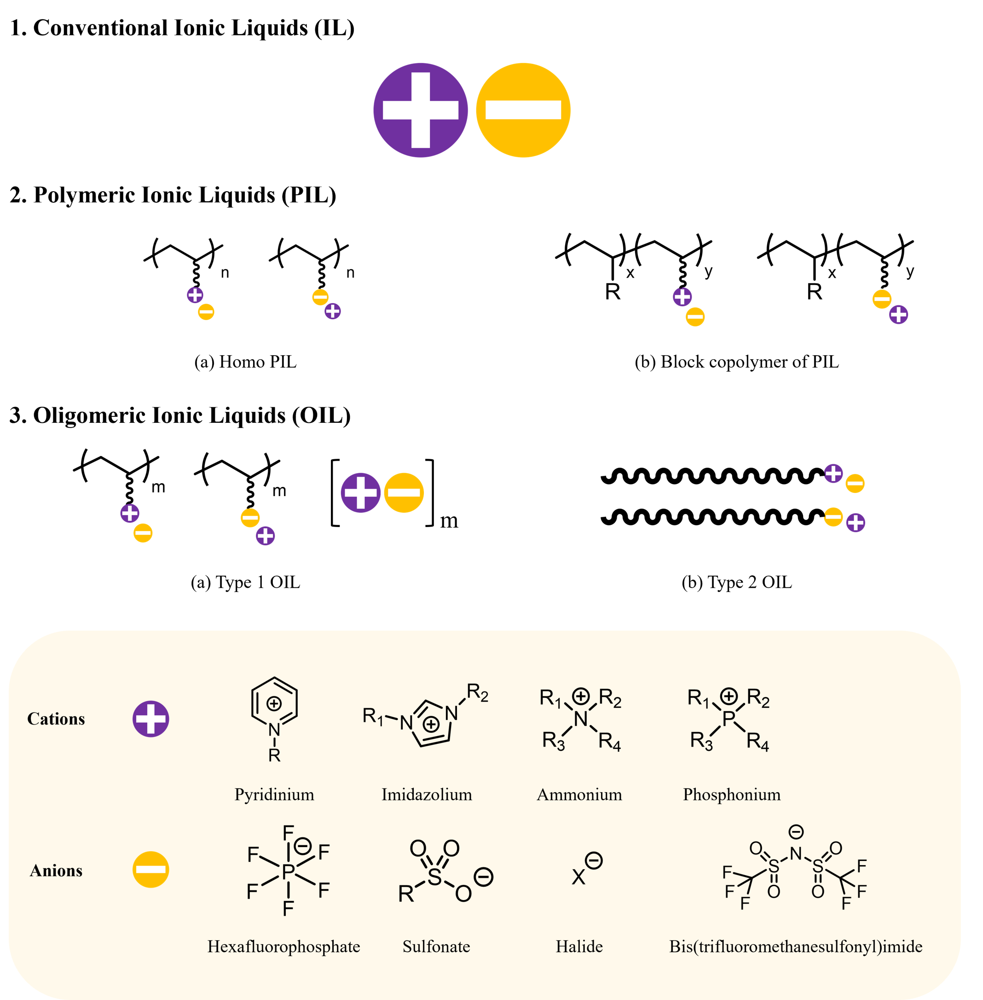 1. Conventional Ionic Liquids (IL)
2. Polymeric Ionic Liquids (PIL)
n n
R x y R x y
(a) Homo PIL (b) Block copolymer of PIL
3. Oligomeric Ionic Liquids (OIL)
m m m
(a) Type 1 OIL (b) Type 2 OIL
Cations
N
R
R1 N N R2
R1 R2
N
R3 R4
R1 R2
P
R3 R4
Pyridinium Imidazolium Ammonium Phosphonium
Anions
F
F F
P
F F
F
O O
S
R O
X
N
O S S O
F O O F
F F
F F
Hexafluorophosphate Sulfonate Halide Bis(trifluoromethanesulfonyl)imide